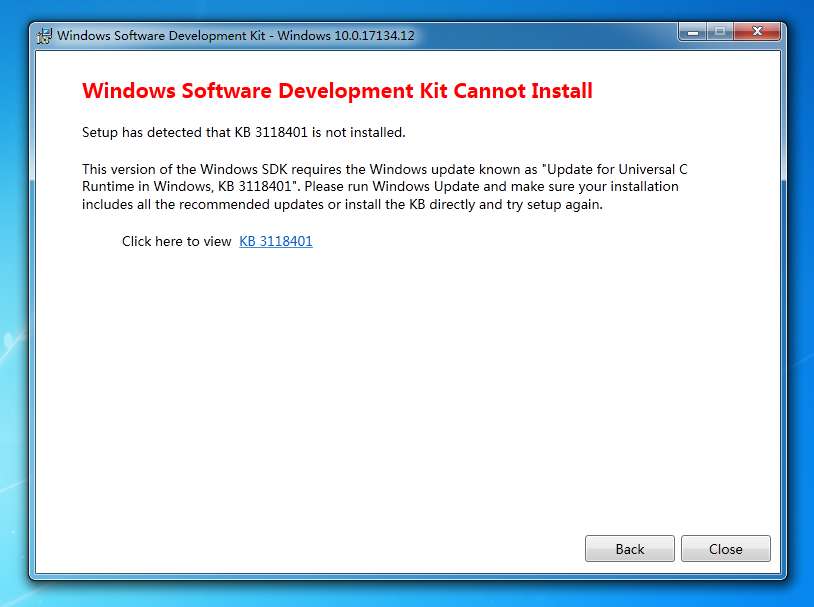 Windows Software Development Kit - Windows 10.0.17134.12
Windows Software Development Kit Cannot Install
Setup has detected that KB 3118401 is not installed.
This version of the Windows SDK requires the Windows update known as "Update for Universal C
Runtime in Windows, KB 3118401". Please run Windows Update and make sure your installation
includes all the recommended updates or install the KB directly and try setup again.
Click here to view KB 3118401
Back Close